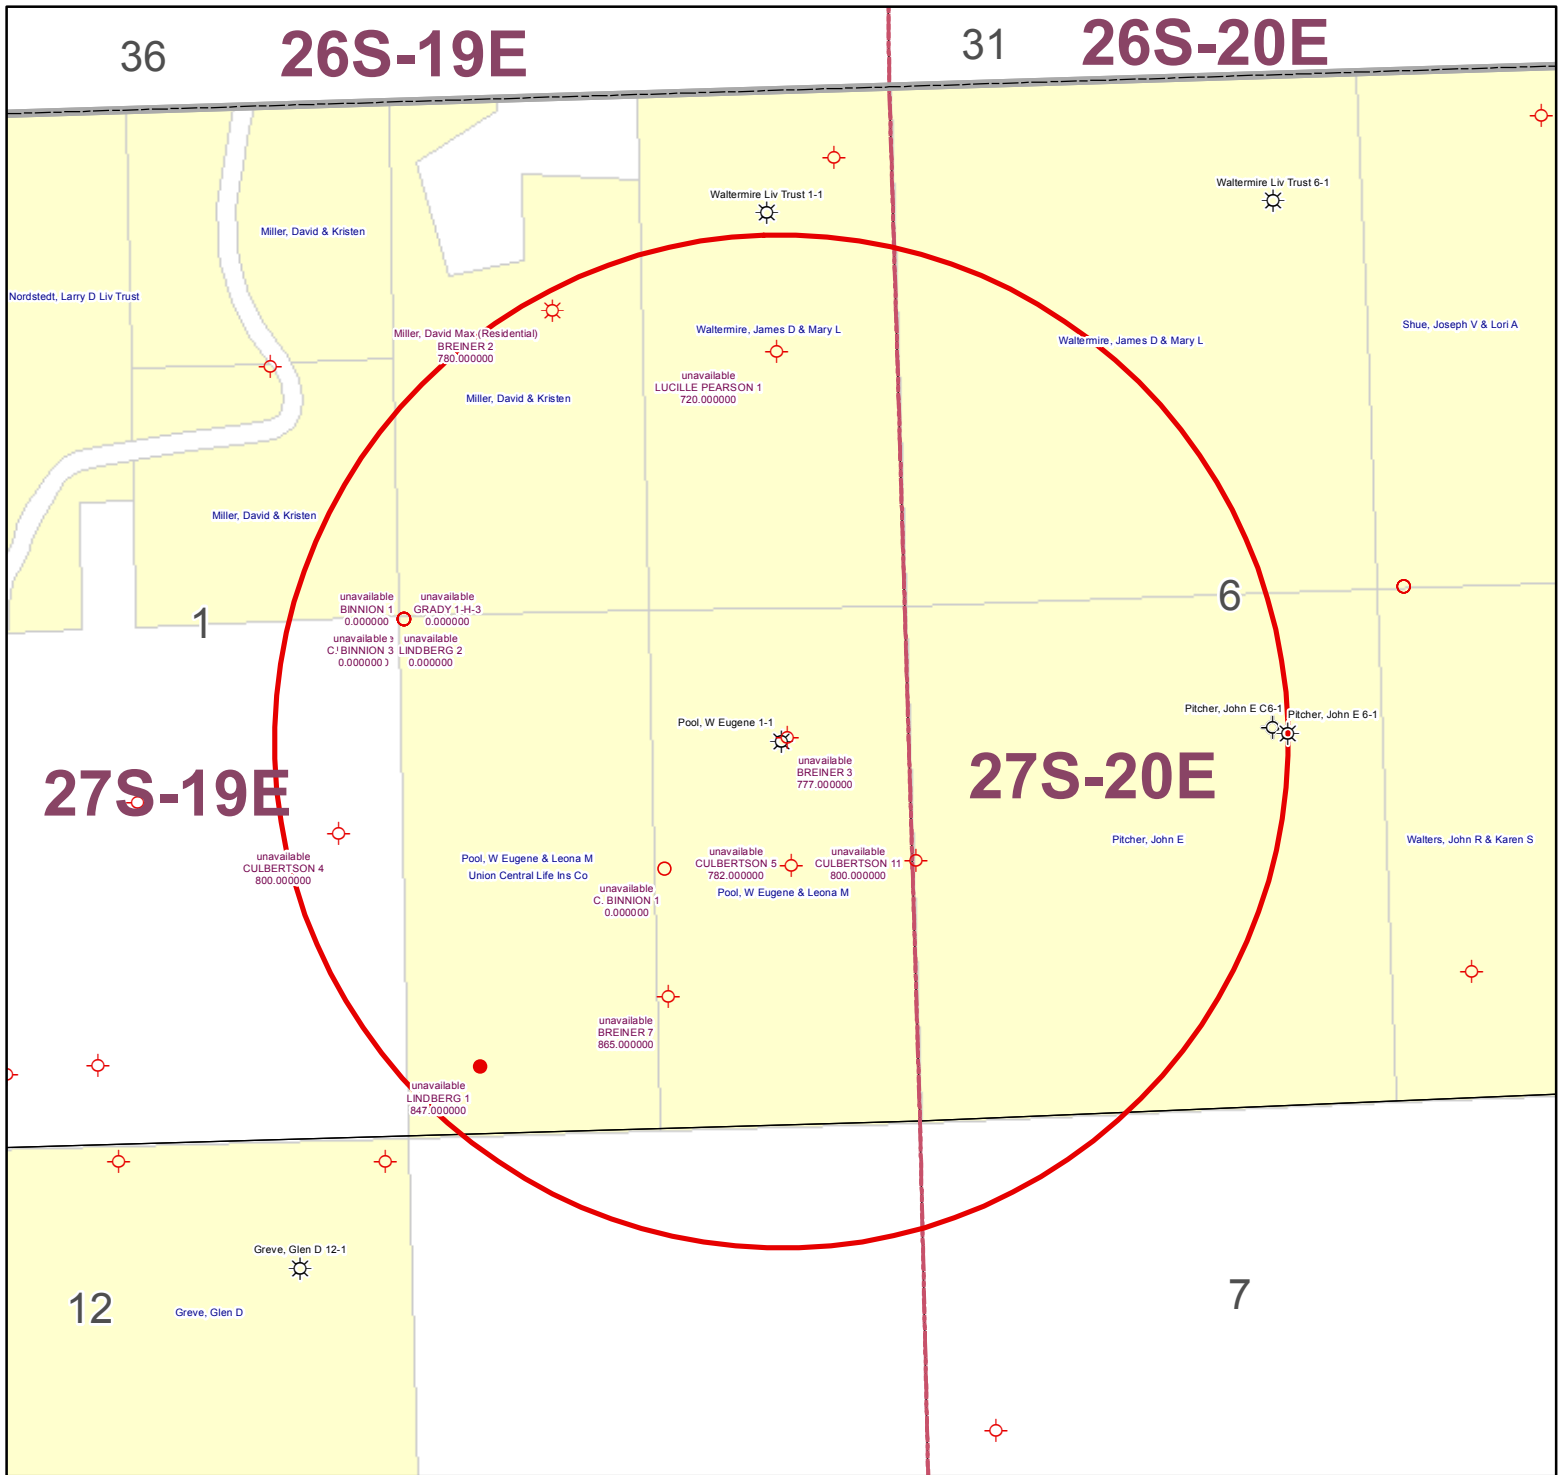 36
26S-19E
31
26S-20E
Waltermire Liv Trust 1-1
Waltermire Liv Trust 6-1
Miller, David & Kristen
Nordstedt, Larry D Liv Trust
Miller, David Max (Residential)
BREINER 2
780.000000
Waltermire, James D & Mary L
Waltermire, James D & Mary L
Shue, Joseph V & Lori A
unavailable
LUCILLE PEARSON 1
720.000000
Miller, David & Kristen
Miller, David & Kristen
unavailable
BINNION 1
0.000000
unavailable
GRADY 1-H-3
0.000000
1
6
unavailable
C. BINNION 3
0.000000
unavailable
LINDBERG 2
0.000000
Pool, W Eugene 1-1
Pitcher, John E C6-1
Pitcher, John E 6-1
unavailable
BREINER 3
777.000000
27S-19E
27S-20E
Pitcher, John E
Walters, John R & Karen S
unavailable
CULBERTSON 4
800.000000
Pool, W Eugene & Leona M
Union Central Life Ins Co
unavailable
CULBERTSON 5
782.000000
unavailable
CULBERTSON 11
800.000000
Pool, W Eugene & Leona M
unavailable
C. BINNION 1
0.000000
unavailable
BREINER 7
865.000000
unavailable
LINDBERG 1
847.000000
Greve, Glen D 12-1
12
Greve, Glen D
7